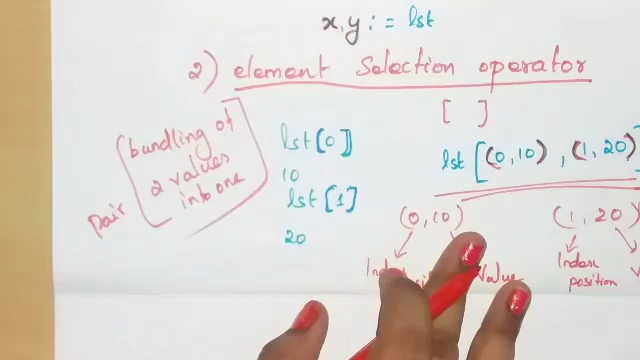 x, y := lst
2) element Selection operator
[ ]
bundling of
2 values
into one
pair
lst[0]
10
lst[1]
20
lst[(0,10), (1,20)]
(0,10)
(1, 20)
Index
Value
Index
position